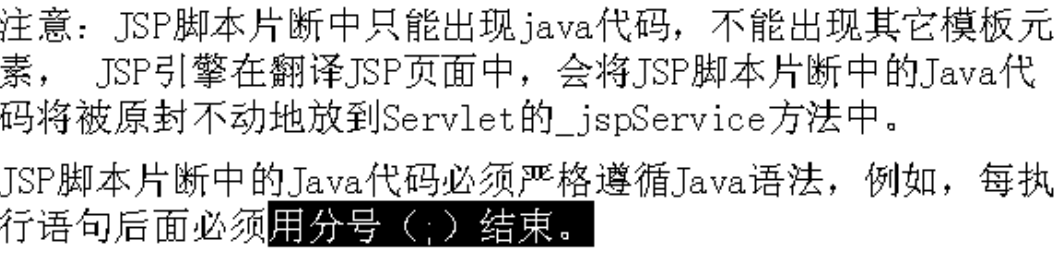 注意：JSP脚本片断中只能出现java代码，不能出现其它模板元
素， JSP引擎在翻译JSP页面中，会将JSP脚本片断中的Java代
码将被原封不动地放到Servlet的_jspService方法中。
JSP脚本片断中的Java代码必须严格遵循Java语法，例如，每执
行语句后面必须用分号（;）结束。